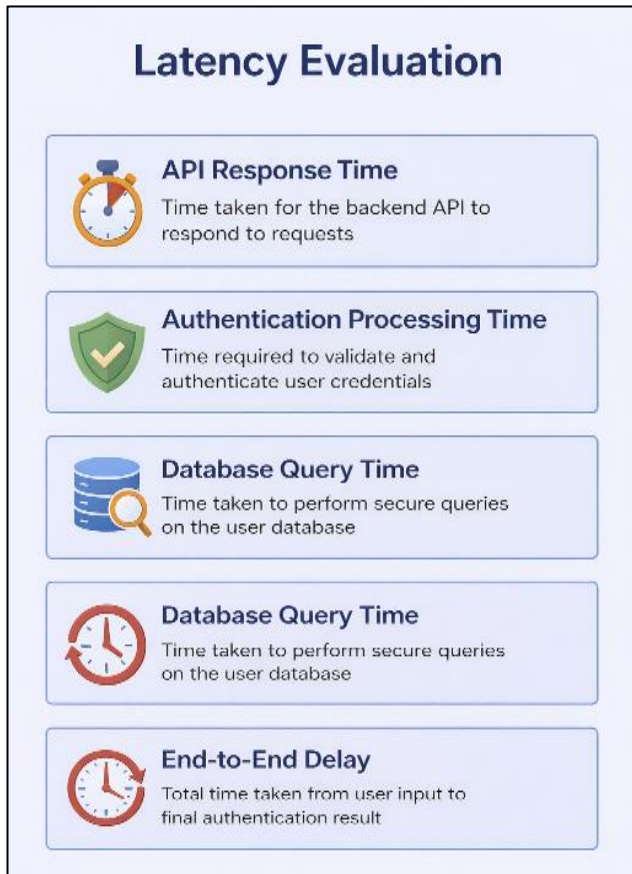 Latency Evaluation
API Response Time
Time taken for the backend API to
respond to requests
Authentication Processing Time
Time required to validate and
authenticate user credentials
Database Query Time
Time taken to perform secure queries
on the user database
Database Query Time
Time taken to perform secure queries
on the user database
End-to-End Delay
Total time taken from user input to
final authentication result